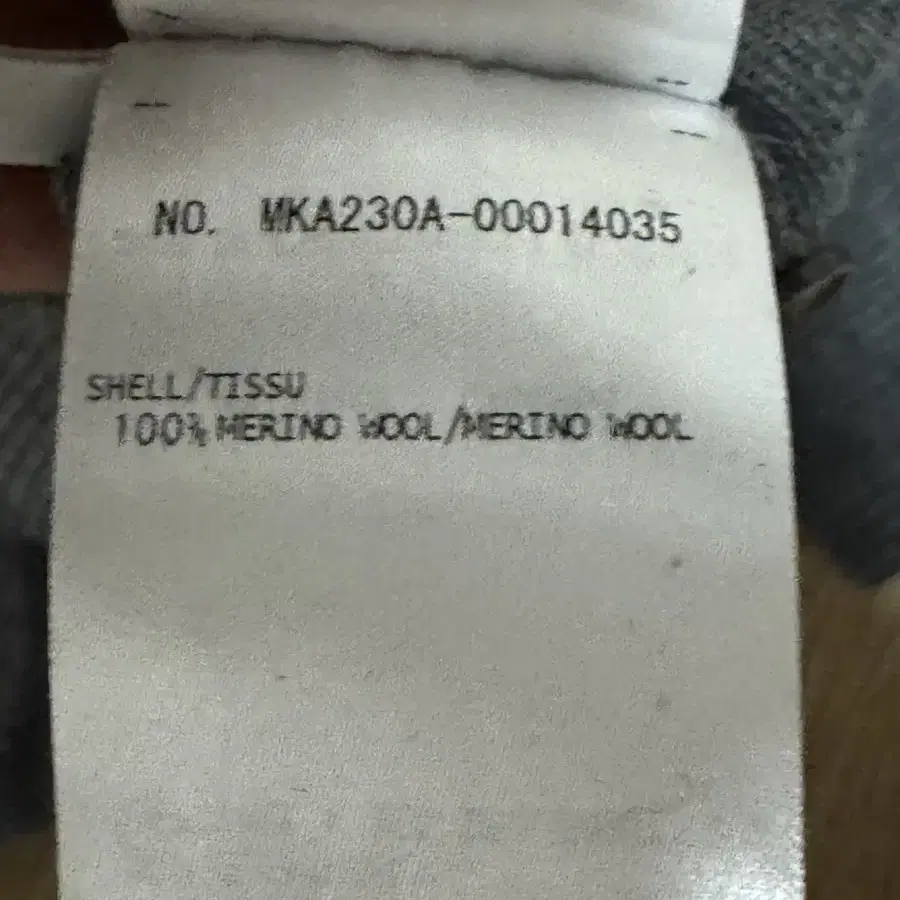 NO. MKA230A-00014035
SHELL/TISSU
100% MERINO WOOL/MERINO WOOL